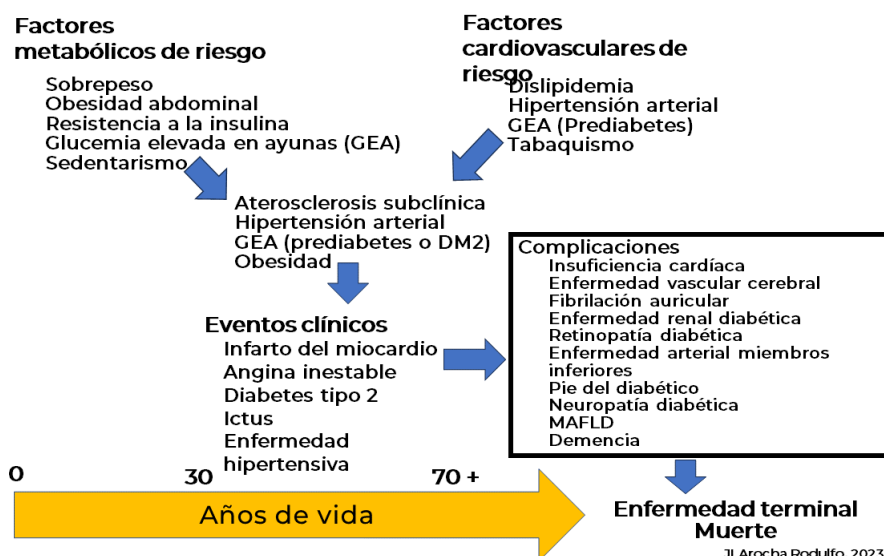 Factores
metabólicos de riesgo
Sobrepeso
Obesidad abdominal
Resistencia a la insulina
Glucemia elevada en ayunas (GEA)
Sedentarismo
Factores
cardiovasculares de
riesgo
Dislipidemia
Hipertensión arterial
GEA (Prediabetes)
Tabaquismo
Aterosclerosis subclínica
Hipertensión arterial
GEA (prediabetes o DM2)
Obesidad
Eventos clínicos
Infarto del miocardio
Angina inestable
Diabetes tipo 2
Ictus
Enfermedad
hipertensiva
Complicaciones
Insuficiencia cardíaca
Enfermedad vascular cerebral
Fibrilación auricular
Enfermedad renal diabética
Retinopatía diabética
Enfermedad arterial miembros
inferiores
Pie del diabético
Neuropatía diabética
MAFLD
Demencia
0 30 70 +
Años de vida
Enfermedad terminal
Muerte
JI Arocha Rodulfo, 2023